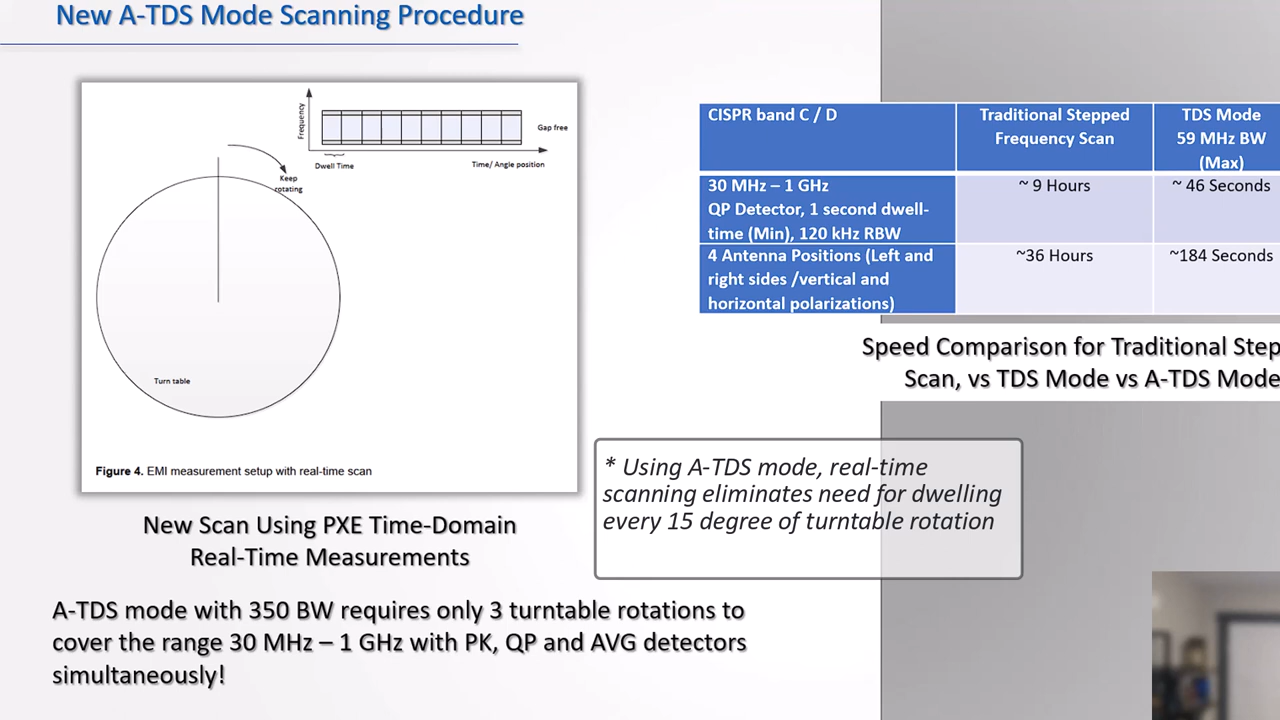 New A-TDS Mode Scanning Procedure
Frequency
Gap free
Dwell Time
Time/ Angle position
Keep
rotating
Turn table
Figure 4. EMI measurement setup with real-time scan
New Scan Using PXE Time-Domain
Real-Time Measurements
A-TDS mode with 350 BW requires only 3 turntable rotations to
cover the range 30 MHz – 1 GHz with PK, QP and AVG detectors
simultaneously!
CISPR band C / D
Traditional Stepped
Frequency Scan
TDS Mode
59 MHz BW
(Max)
30 MHz – 1 GHz
QP Detector, 1 second dwell-
time (Min), 120 kHz RBW
~ 9 Hours
~ 46 Seconds
4 Antenna Positions (Left and
right sides /vertical and
horizontal polarizations)
~36 Hours
~184 Seconds
Speed Comparison for Traditional Step
Scan, vs TDS Mode vs A-TDS Mode
* Using A-TDS mode, real-time
scanning eliminates need for dwelling
every 15 degree of turntable rotation